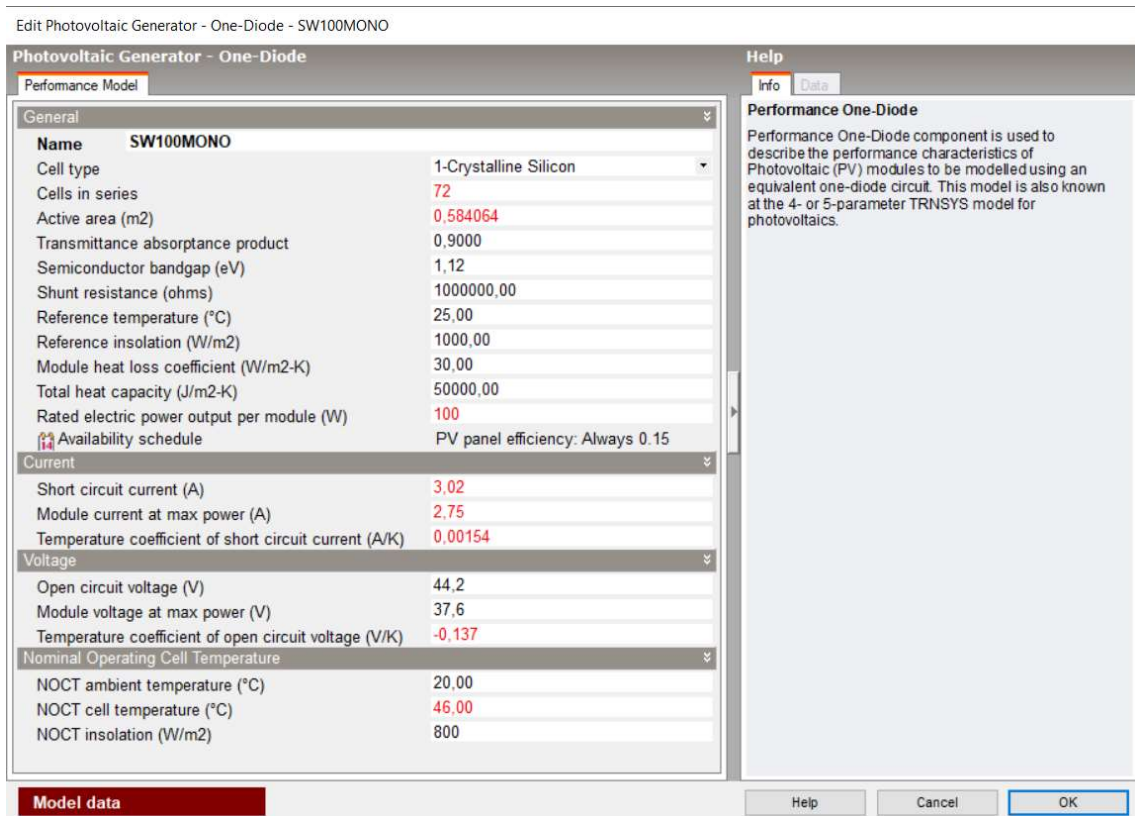 Edit Photovoltaic Generator - One-Diode - SW100MONO
Photovoltaic Generator - One-Diode
Performance Model
General
Name SW100MONO
Cell type 1-Crystalline Silicon
Cells in series 72
Active area (m2) 0,584064
Transmittance absorptance product 0,9000
Semiconductor bandgap (eV) 1,12
Shunt resistance (ohms) 1000000,00
Reference temperature (°C) 25,00
Reference insolation (W/m2) 1000,00
Module heat loss coefficient (W/m2-K) 30,00
Total heat capacity (J/m2-K) 50000,00
Rated electric power output per module (W) 100
Availability schedule PV panel efficiency: Always 0.15
Current
Short circuit current (A) 3,02
Module current at max power (A) 2,75
Temperature coefficient of short circuit current (A/K) 0,00154
Voltage
Open circuit voltage (V) 44,2
Module voltage at max power (V) 37,6
Temperature coefficient of open circuit voltage (V/K) -0,137
Nominal Operating Cell Temperature
NOCT ambient temperature (°C) 20,00
NOCT cell temperature (°C) 46,00
NOCT insolation (W/m2) 800
Model data
Help
Info Data
Performance One-Diode
Performance One-Diode component is used to
describe the performance characteristics of
Photovoltaic (PV) modules to be modelled using an
equivalent one-diode circuit. This model is also known
at the 4- or 5-parameter TRNSYS model for
photovoltaics.
Help Cancel OK